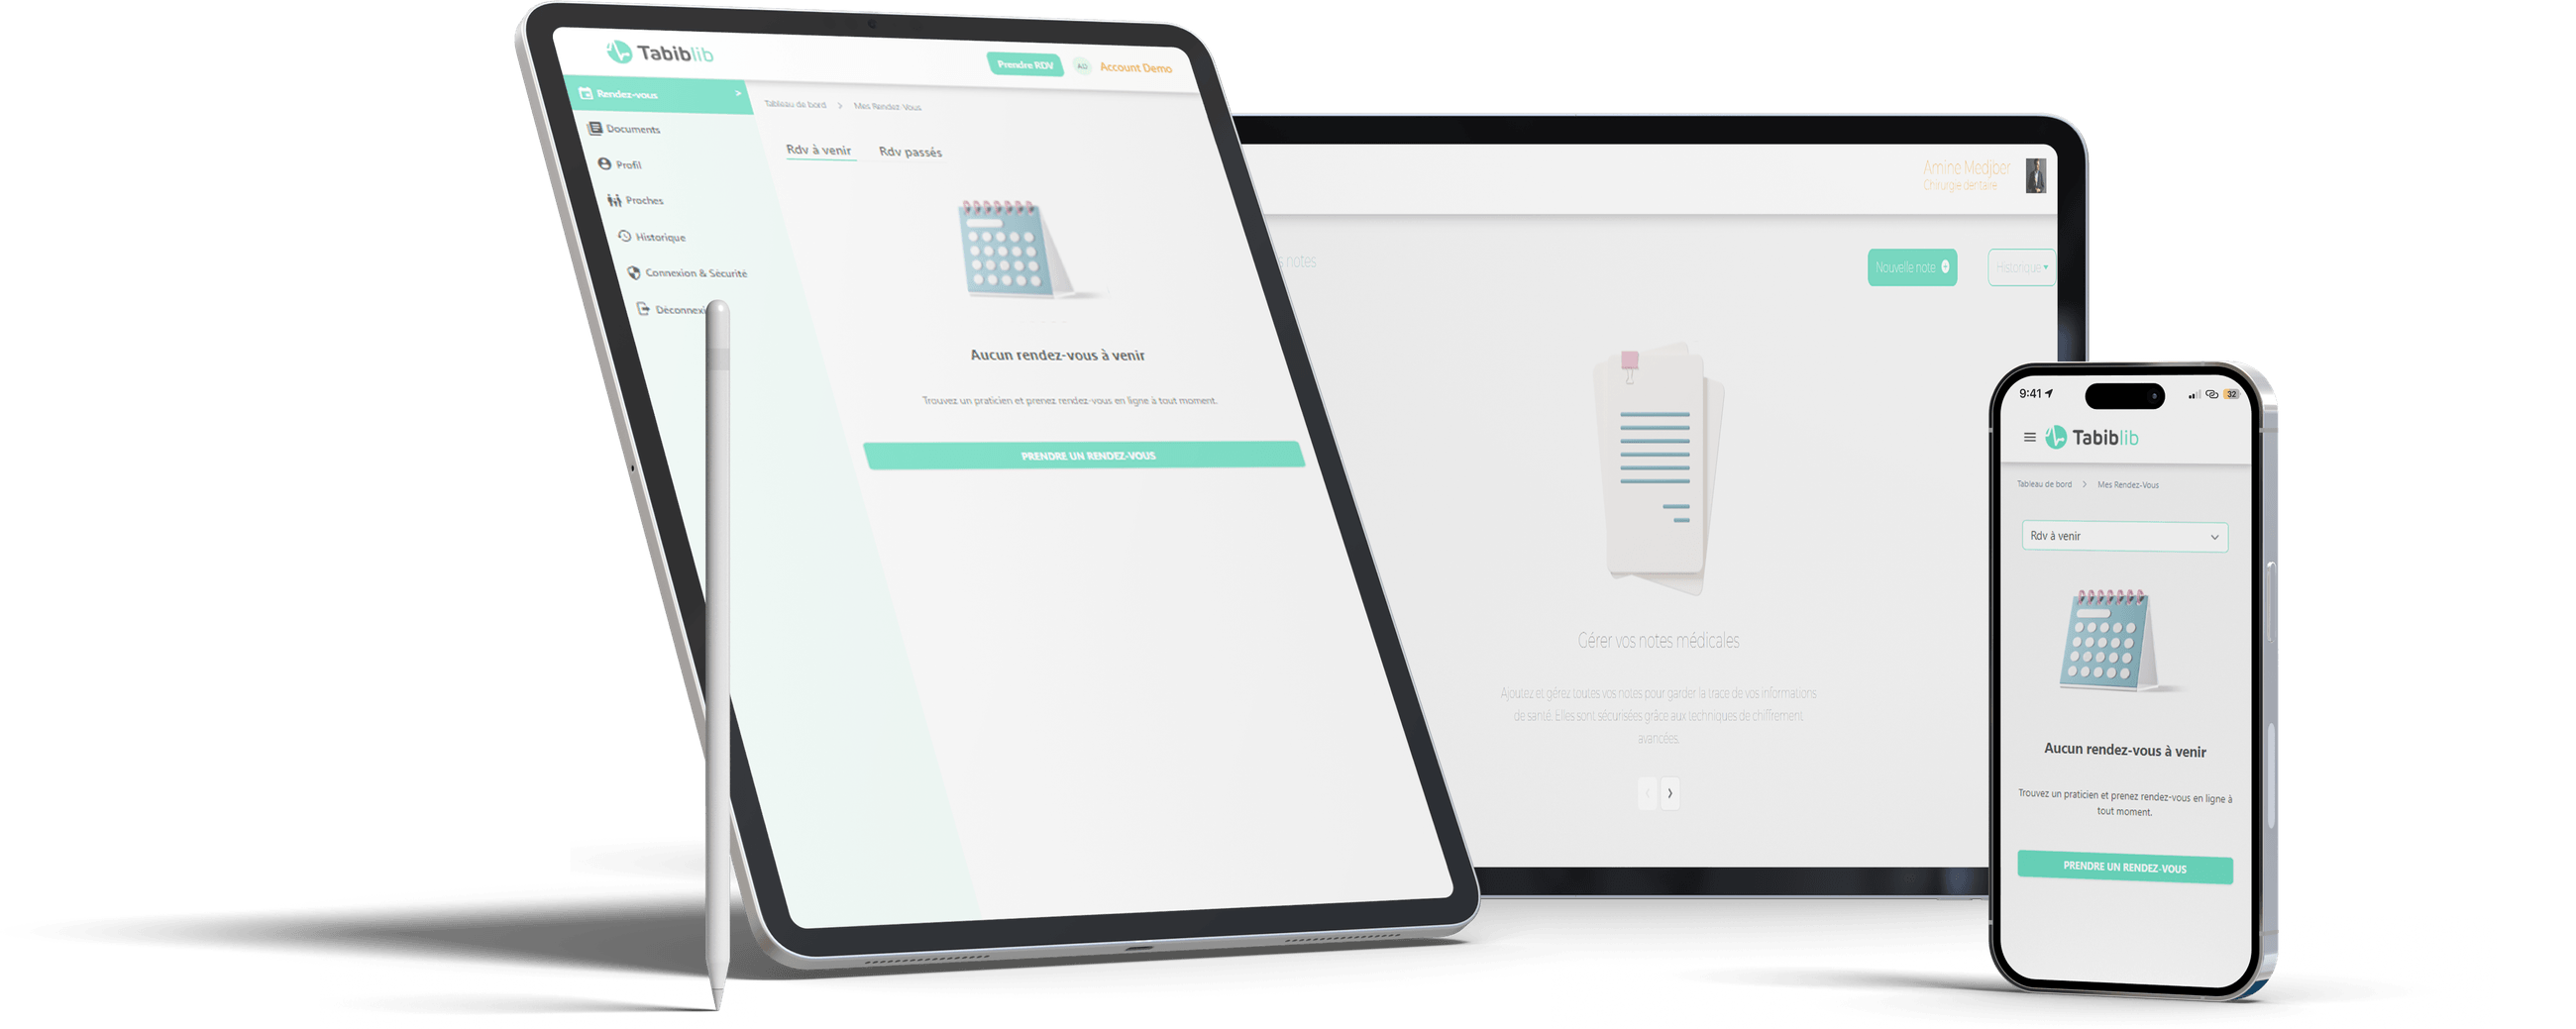 Tabiblib
Prendre RDV
AD
Account Demo
Rendez-vous >
Documents
Profil
Proches
Historique
Connexion & Sécurité
Tableau de bord > Mes Rendez-Vous
Rdv à venir
Rdv passés
Aucun rendez-vous à venir
Trouvez un praticien et prenez rendez-vous en ligne à tout moment.
PRENDRE UN RENDEZ-VOUS
Amine Medjber
Chirurgie dentaire
notes
Nouvelle note
Historique
Gérer vos notes médicales
Ajoutez et gérez toutes vos notes pour garder la trace de vos informations
de santé. Elles sont sécurisées grâce aux techniques de chiffrement
avancées.
9:41
32
Tabiblib
Tableau de bord > Mes Rendez-Vous
Rdv à venir
Aucun rendez-vous à venir
Trouvez un praticien et prenez rendez-vous en ligne à
tout moment.
PRENDRE UN RENDEZ-VOUS